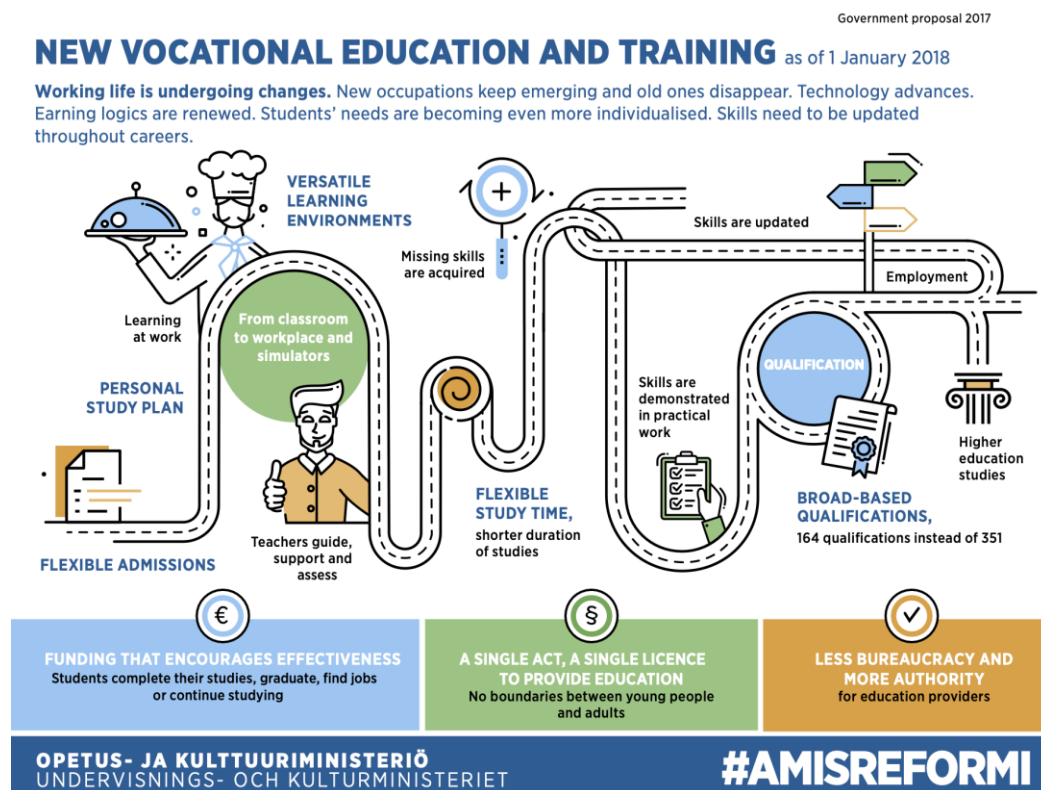 Government proposal 2017
NEW VOCATIONAL EDUCATION AND TRAINING as of 1 January 2018
Working life is undergoing changes. New occupations keep emerging and old ones disappear. Technology advances.
Earning logics are renewed. Students' needs are becoming even more individualised. Skills need to be updated
throughout careers.
VERSATILE
LEARNING
ENVIRONMENTS
Missing skills
are acquired
Skills are updated
Employment
Learning
at work
From classroom
to workplace and
simulators
PERSONAL
STUDY PLAN
QUALIFICATION
Skills are
demonstrated
in practical
work
Higher
education
studies
FLEXIBLE
STUDY TIME,
shorter duration
of studies
BROAD-BASED
QUALIFICATIONS,
164 qualifications instead of 351
Teachers guide,
support and
assess
FLEXIBLE ADMISSIONS
€
§
FUNDING THAT ENCOURAGES EFFECTIVENESS
Students complete their studies, graduate, find jobs
or continue studying
A SINGLE ACT, A SINGLE LICENCE
TO PROVIDE EDUCATION
No boundaries between young people
and adults
LESS BUREAUCRACY AND
MORE AUTHORITY
for education providers
OPETUS- JA KULTTUURIMINISTERIÖ
UNDERVISNINGS- OCH KULTURMINISTERIET
#AMISREFORMI